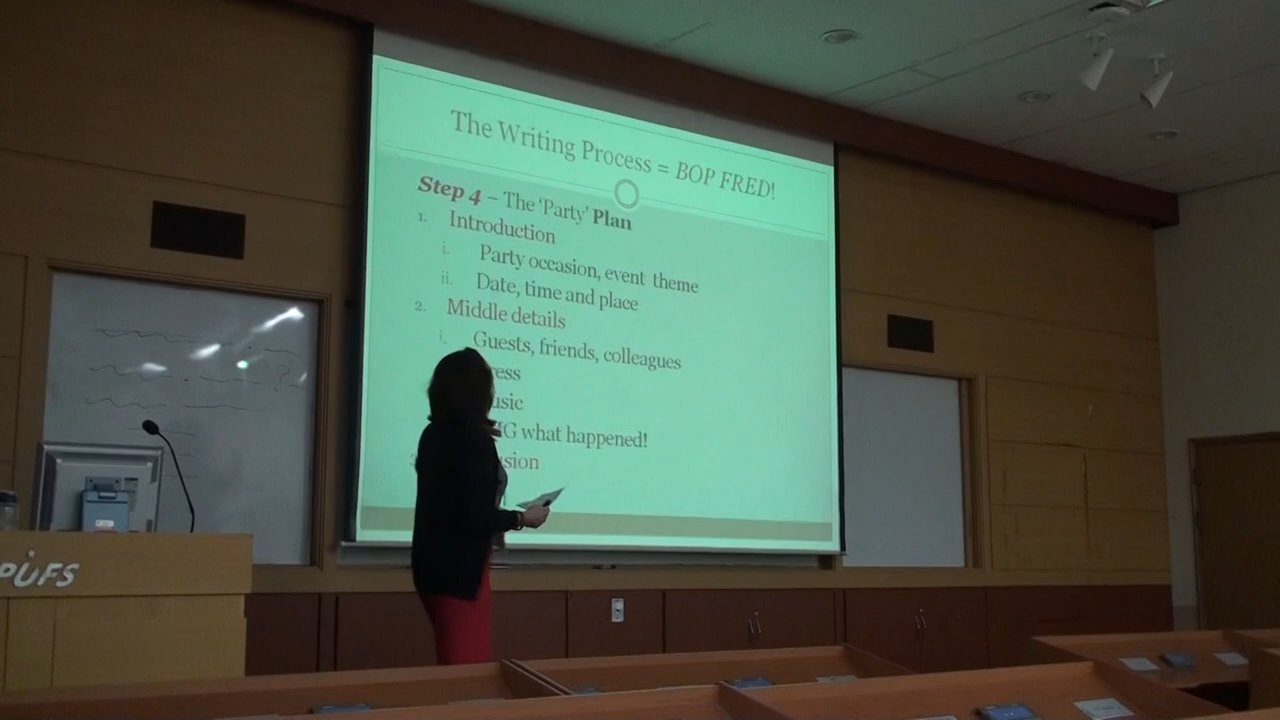 The Writing Process = BOP FRED!
Step 4 – The 'Party' Plan
1. Introduction
i. Party occasion, event theme
ii. Date, time and place
2. Middle details
i. Guests, friends, colleagues
ress
usic
G what happened!
sion
PUFS